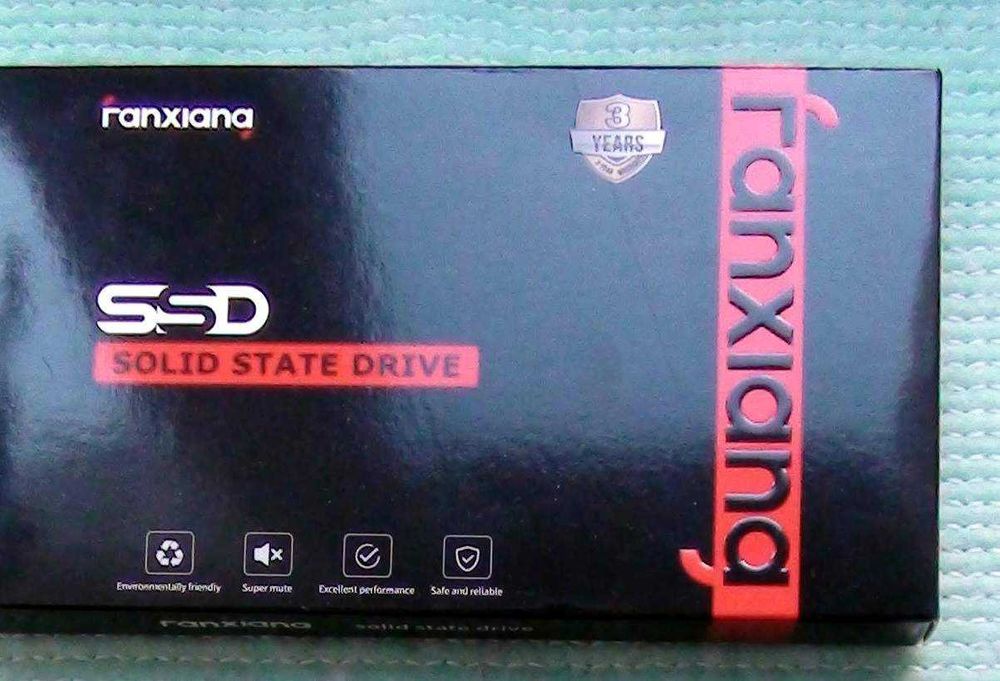 fanxiang
3
YEARS
fanxiang
SSD
SOLID STATE DRIVE
Environmentally friendly
Super mute
Excellent performance
Safe and reliable
fanxiang solid state drive